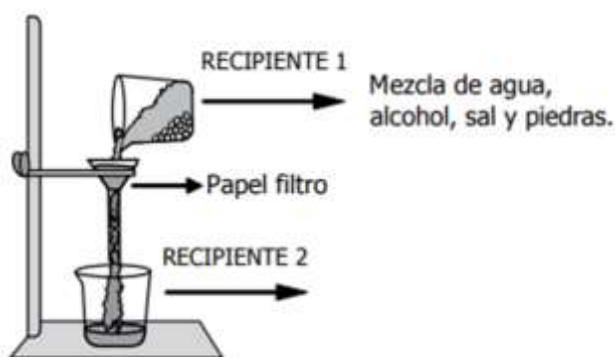 RECIPIENTE 1
Mezcla de agua,
alcohol, sal y piedras.
Papel filtro
RECIPIENTE 2